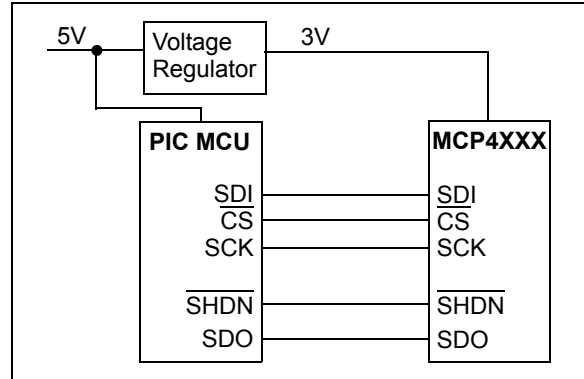 5V
Voltage
Regulator
3V
PIC MCU
MCP4XXX
SDI
SDI
CS
CS
SCK
SCK
SHDN
SHDN
SDO
SDO